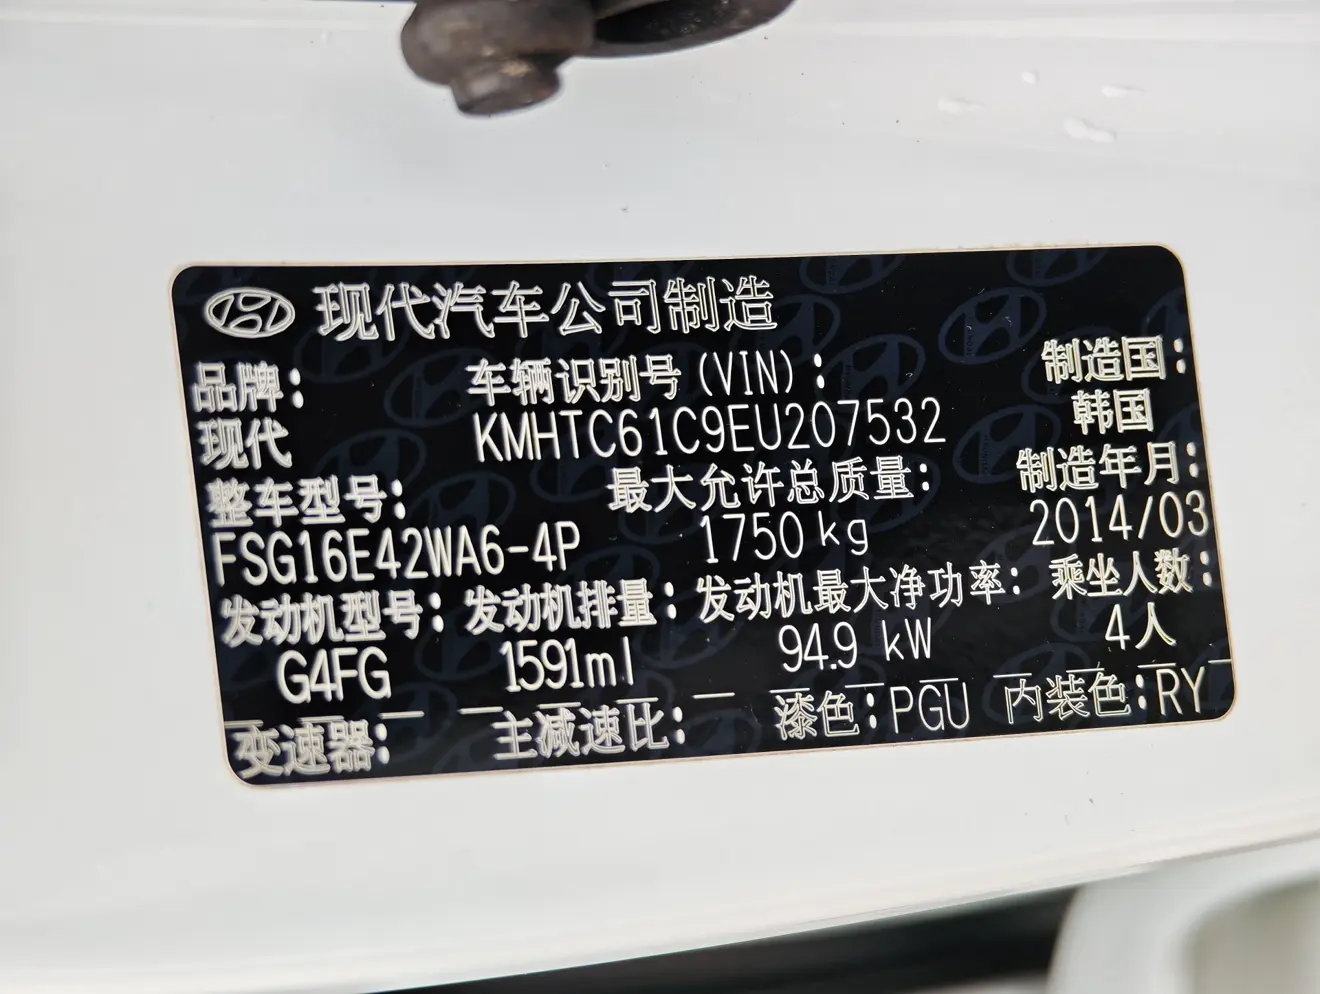 现代汽车公司制造
品牌: 车辆识别号 (VIN): 制造国:
现代 KMHTC61C9EU207532 韩国
整车型号: 最大允许总质量: 制造年月:
FSG16E42WA6-4P 1750kg 2014/03
发动机型号: 发动机排量: 发动机最大净功率: 乘坐人数:
G4FG 1591ml 94.9 kW 4人
变速器: 主减速比: 漆色:PGU 内装色:RY